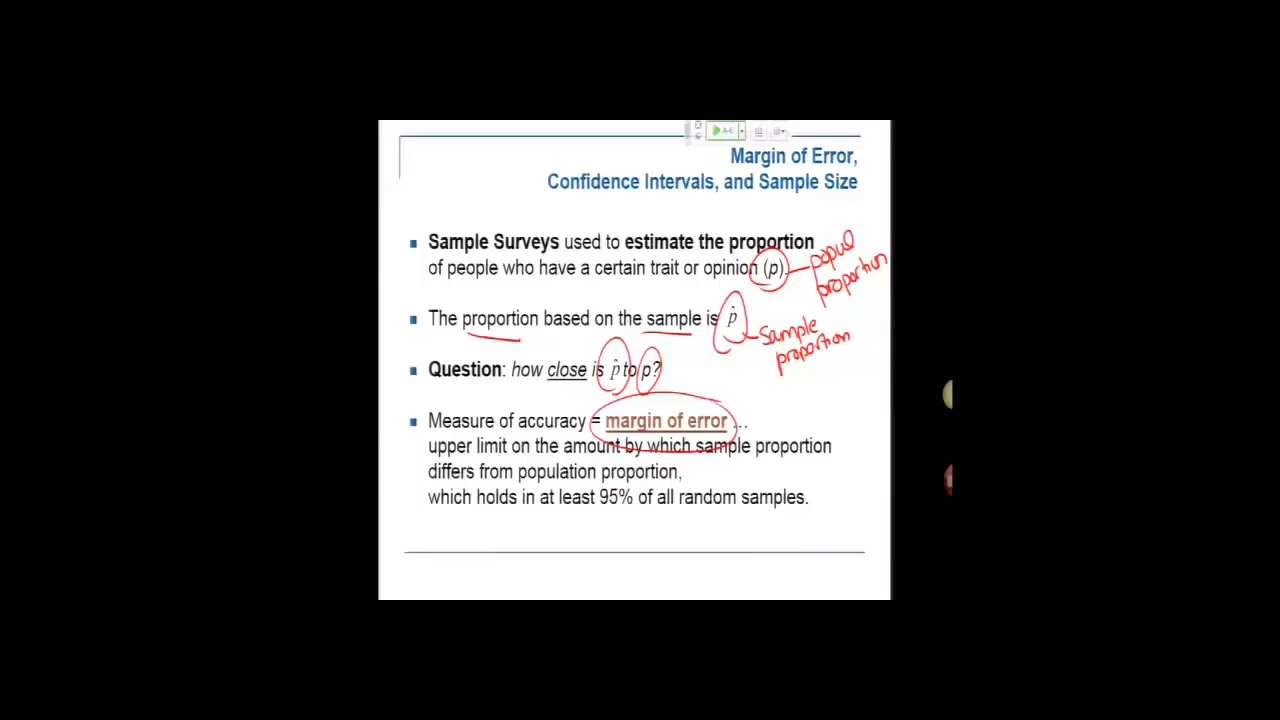 A-E
Margin of Error,
Confidence Intervals, and Sample Size
Sample Surveys used to estimate the proportion
of people who have a certain trait or opinion (p).
popul
proportion
The proportion based on the sample is p̂
Sample
proportion
Question: how close is p̂ to p?
Measure of accuracy = margin of error ...
upper limit on the amount by which sample proportion
differs from population proportion,
which holds in at least 95% of all random samples.